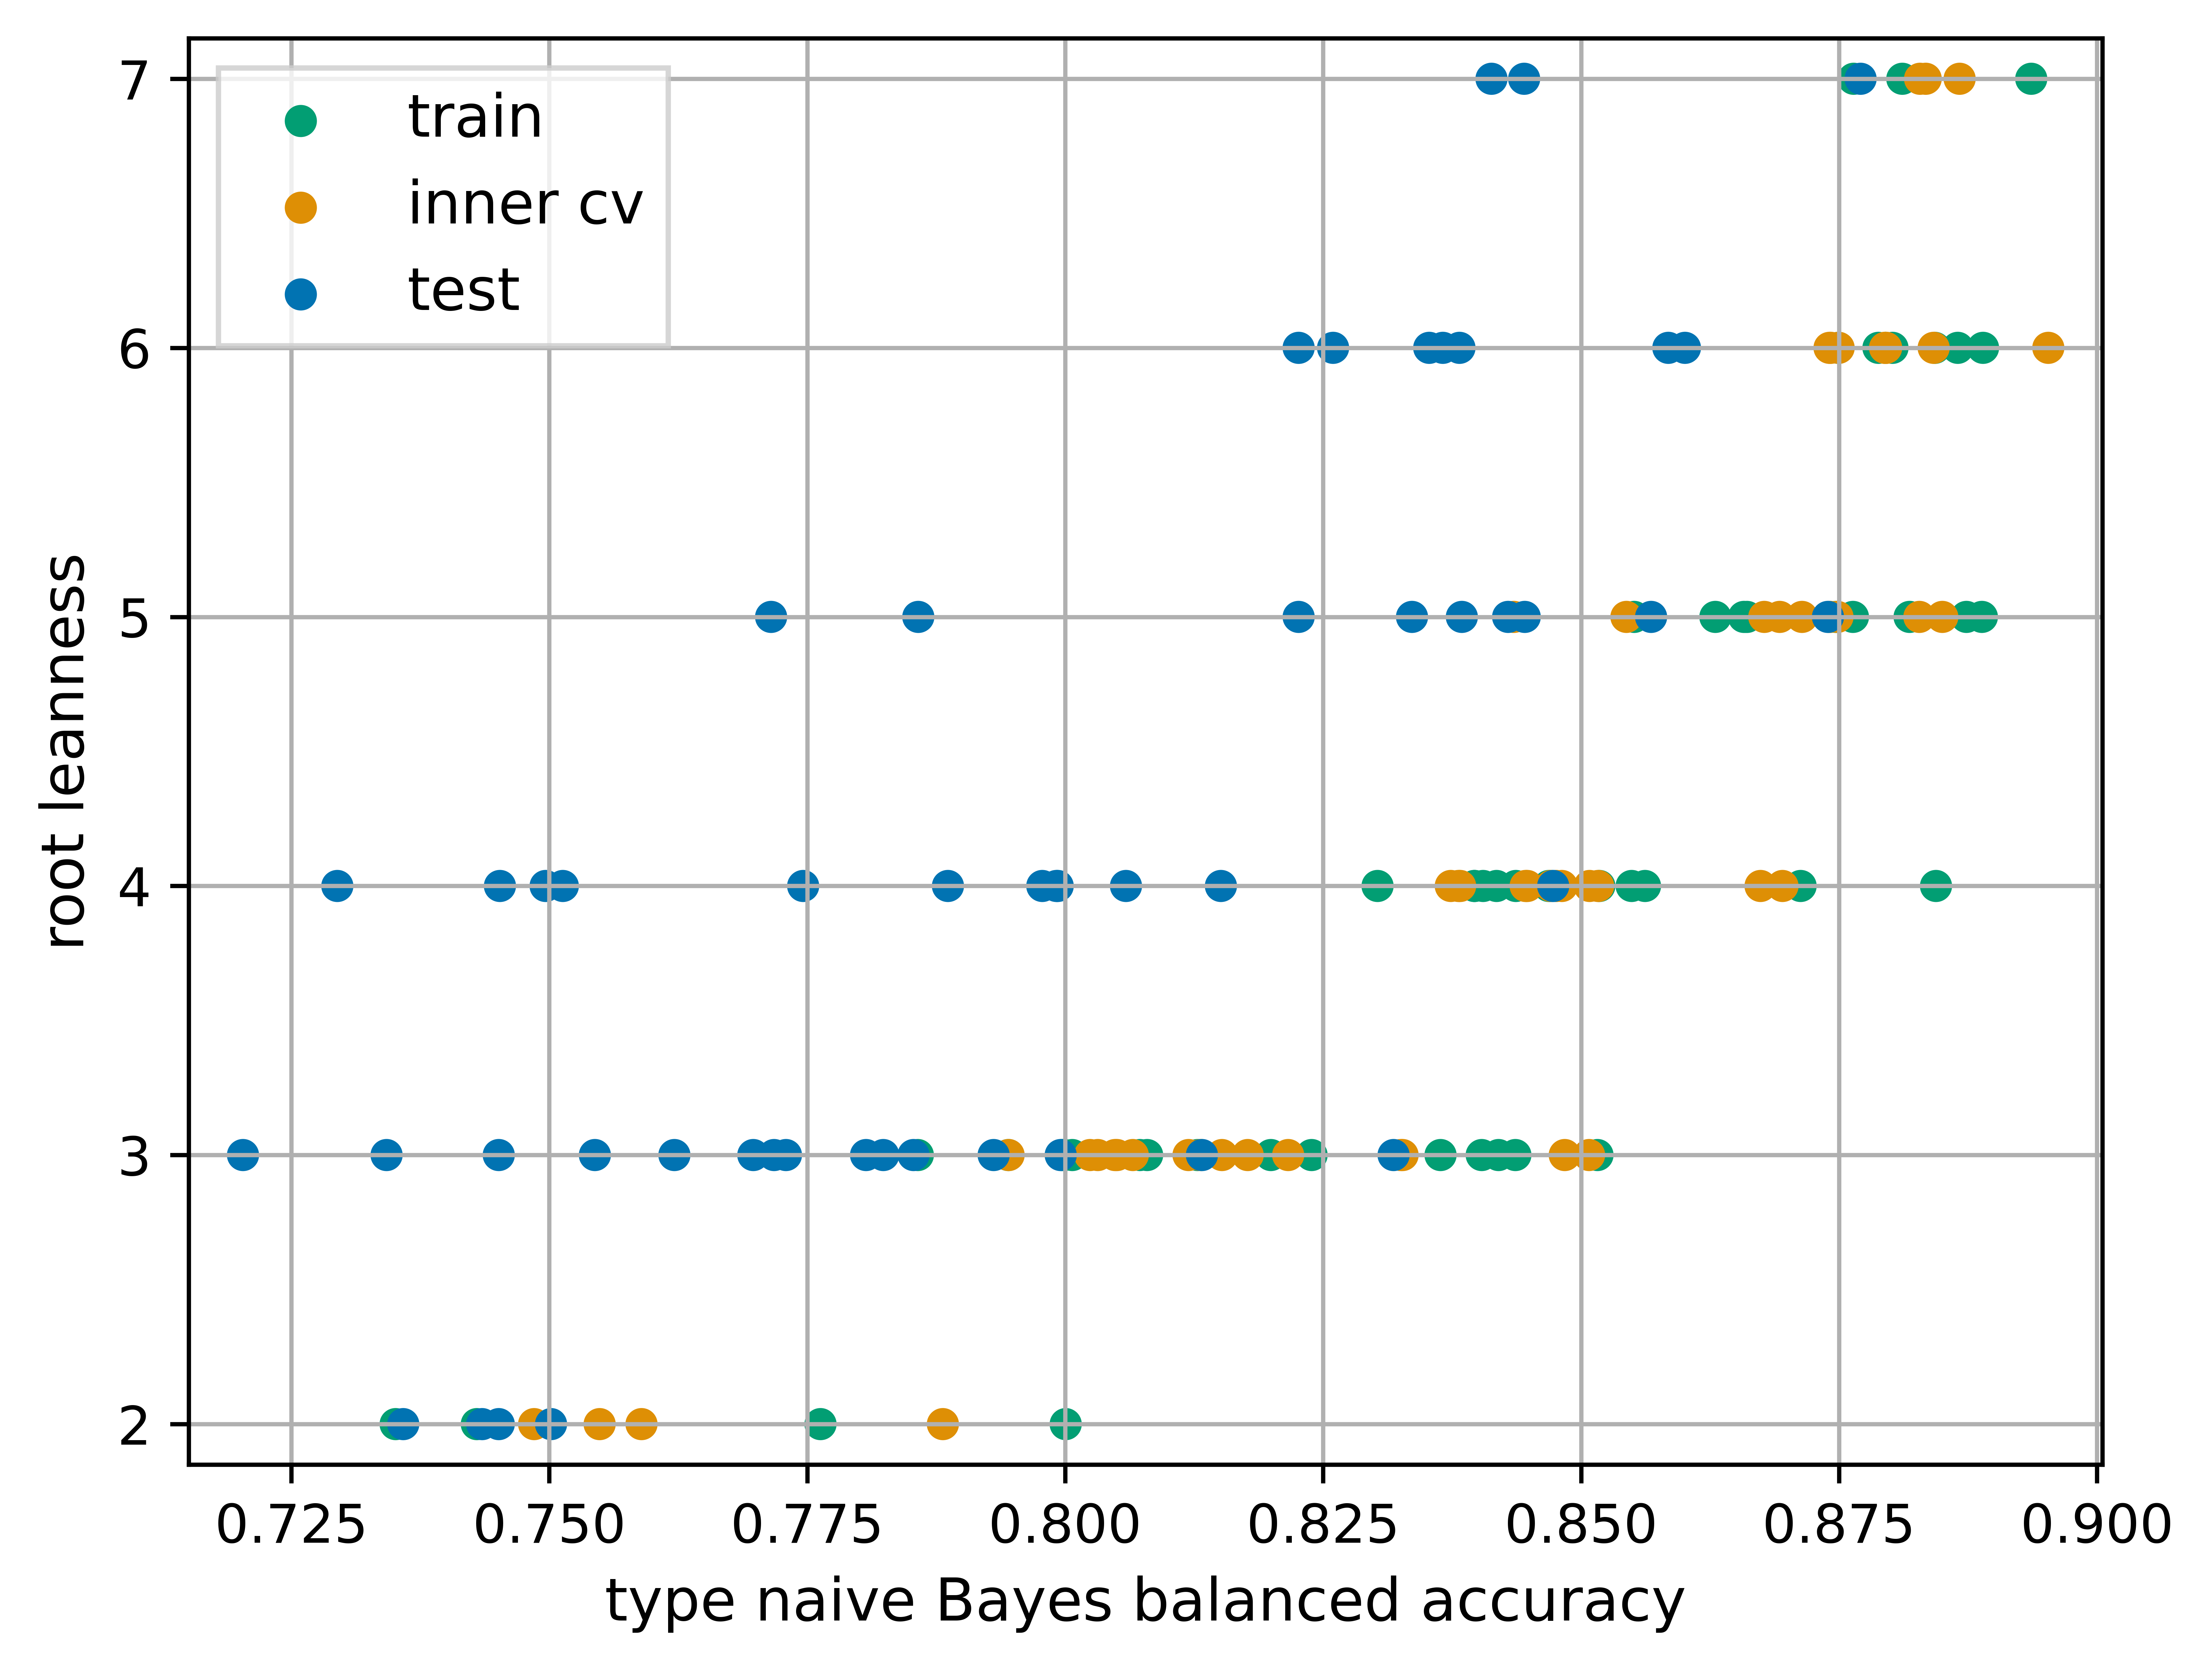 7
train
inner cv
test
6
5
root leanness
4
3
2
0.725 0.750 0.775 0.800 0.825 0.850 0.875 0.900
type naive Bayes balanced accuracy